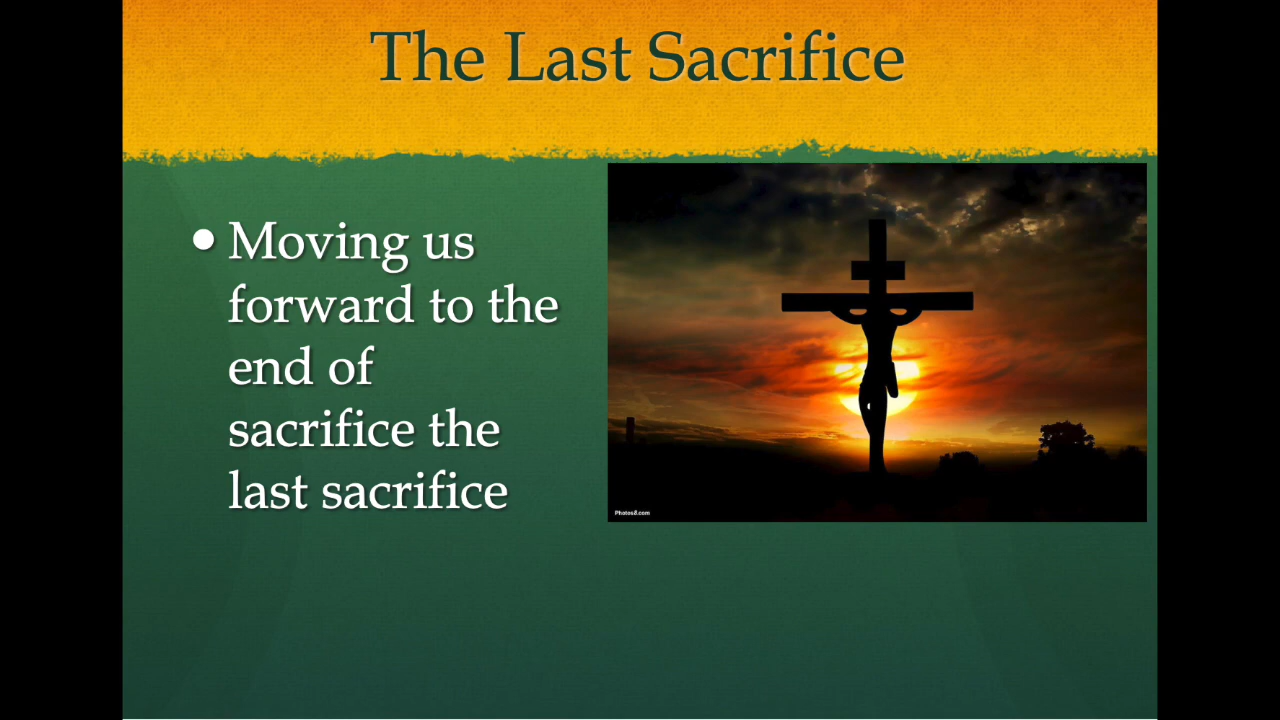 The Last Sacrifice
• Moving us
forward to the
end of
sacrifice the
last sacrifice
Photos8.com